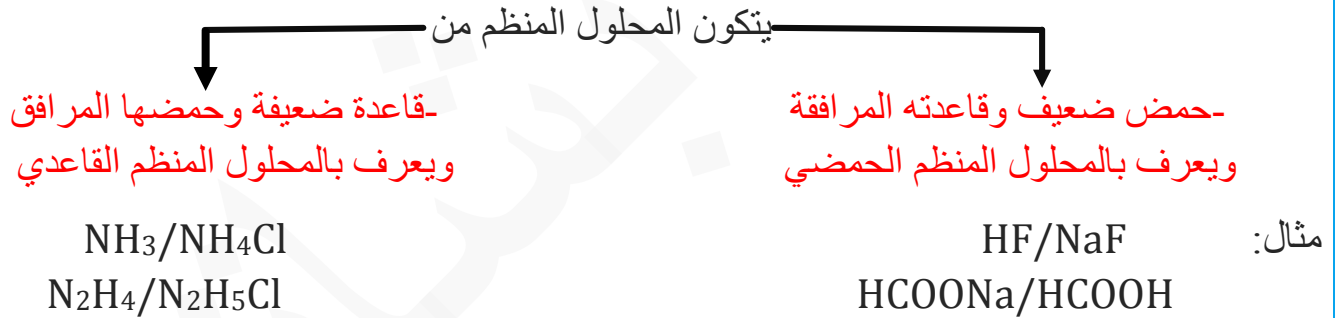 يتكون المحلول المنظم من
-حمض ضعيف وقاعدته المرافقة
ويعرف بالمحلول المنظم الحمضي
-قاعدة ضعيفة وحمضها المرافق
ويعرف بالمحلول المنظم القاعدي
مثال: HF/NaF
HCOONa/HCOOH
NH3/NH4Cl
N2H4/N2H5Cl